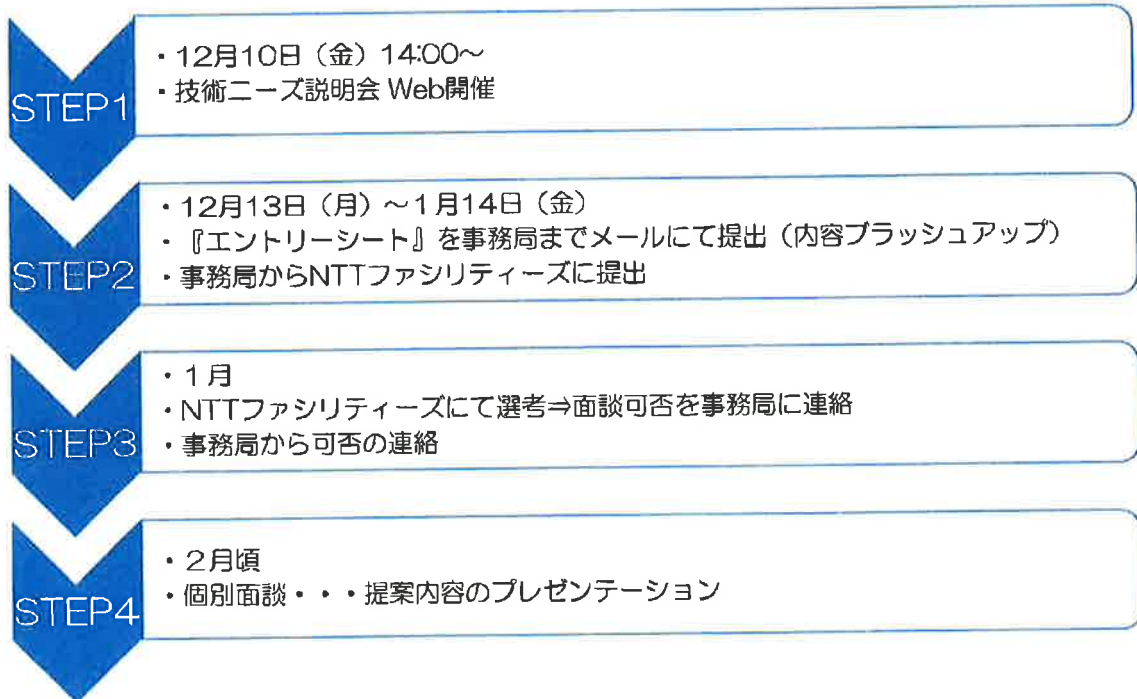 STEP1
・12月10日（金）14:00～
・技術ニーズ説明会 Web開催
STEP2
・12月13日（月）～1月14日（金）
・『エントリーシート』を事務局までメールにて提出（内容ブラッシュアップ）
・事務局からNTTファシリティーズに提出
STEP3
・1月
・NTTファシリティーズにて選考⇒面談可否を事務局に連絡
・事務局から可否の連絡
STEP4
・2月頃
・個別面談・・・提案内容のプレゼンテーション